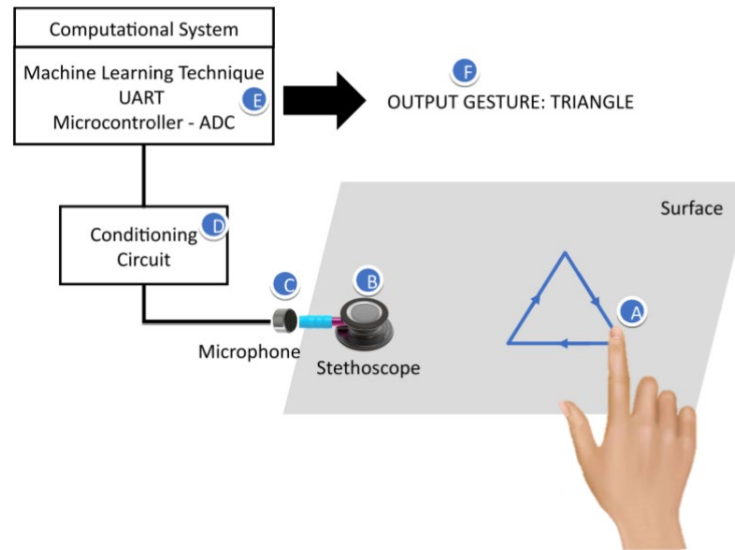 Computational System
Machine Learning Technique
UART
Microcontroller - ADC
E
F
OUTPUT GESTURE: TRIANGLE
Surface
Conditioning
Circuit
D
C
B
A
Microphone
Stethoscope